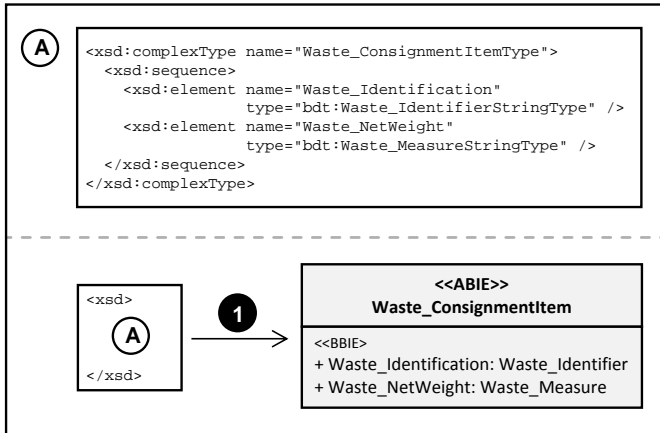 A
<xsd:complexType name="Waste_ConsignmentItemType">
<xsd:sequence>
<xsd:element name="Waste_Identification"
type="bdt:Waste_IdentifierStringType" />
<xsd:element name="Waste_NetWeight"
type="bdt:Waste_MeasureStringType" />
</xsd:sequence>
</xsd:complexType>
<xsd>
A
</xsd>
1
<<ABIE>>
Waste_ConsignmentItem
<<BBIE>
+ Waste_Identification: Waste_Identifier
+ Waste_NetWeight: Waste_Measure